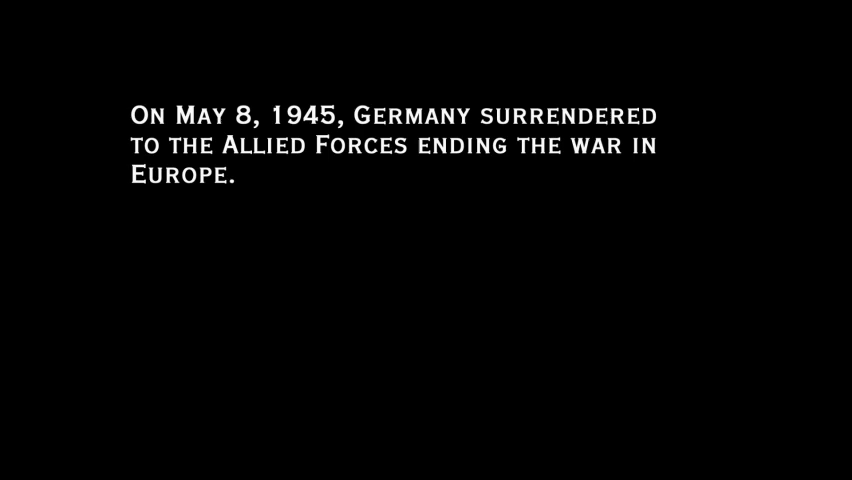 On May 8, 1945, Germany surrendered
to the Allied Forces ending the war in
Europe.